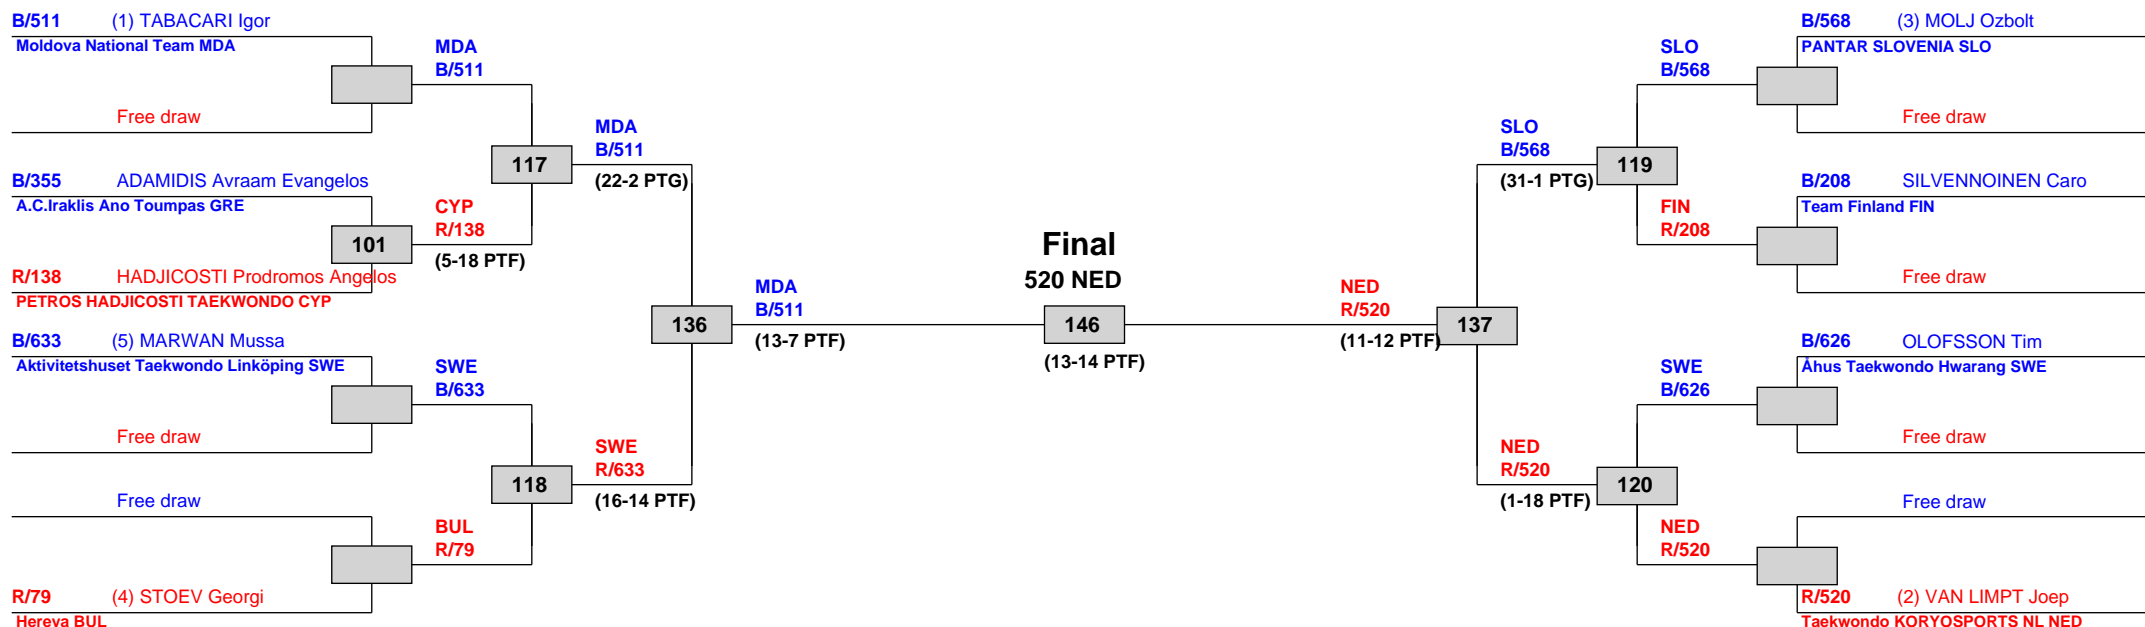 B/511 (1) TABACARI Igor
Moldova National Team MDA
Free draw
B/355 ADAMIDIS Avraam Evangelos
A.C.Iraklis Ano Toumpas GRE
101
R/138 HADJICOSTI Prodromos Angelos
PETROS HADJICOSTI TAEKWONDO CYP
B/633 (5) MARWAN Mussa
Aktivitetshuset Taekwondo Linköping SWE
Free draw
Free draw
R/79 (4) STOEV Georgi
Hereva BUL
MDA
B/511
117
CYP
R/138
(5-18 PTF)
SWE
B/633
118
BUL
R/79
MDA
B/511
(22-2 PTG)
136
SWE
R/633
(16-14 PTF)
MDA
B/511
(13-7 PTF)
Final
520 NED
146
(13-14 PTF)
NED
R/520
(11-12 PTF)
137
SLO
B/568
(31-1 PTG)
NED
R/520
(1-18 PTF)
SLO
B/568
119
FIN
R/208
SWE
B/626
120
NED
R/520
B/568 (3) MOLJ Ozbolt
PANTAR SLOVENIA SLO
Free draw
B/208 SILVENNOINEN Caro
Team Finland FIN
Free draw
B/626 OLOFSSON Tim
Åhus Taekwondo Hwarang SWE
Free draw
Free draw
R/520 (2) VAN LIMPT Joep
Taekwondo KORYOSPORTS NL NED